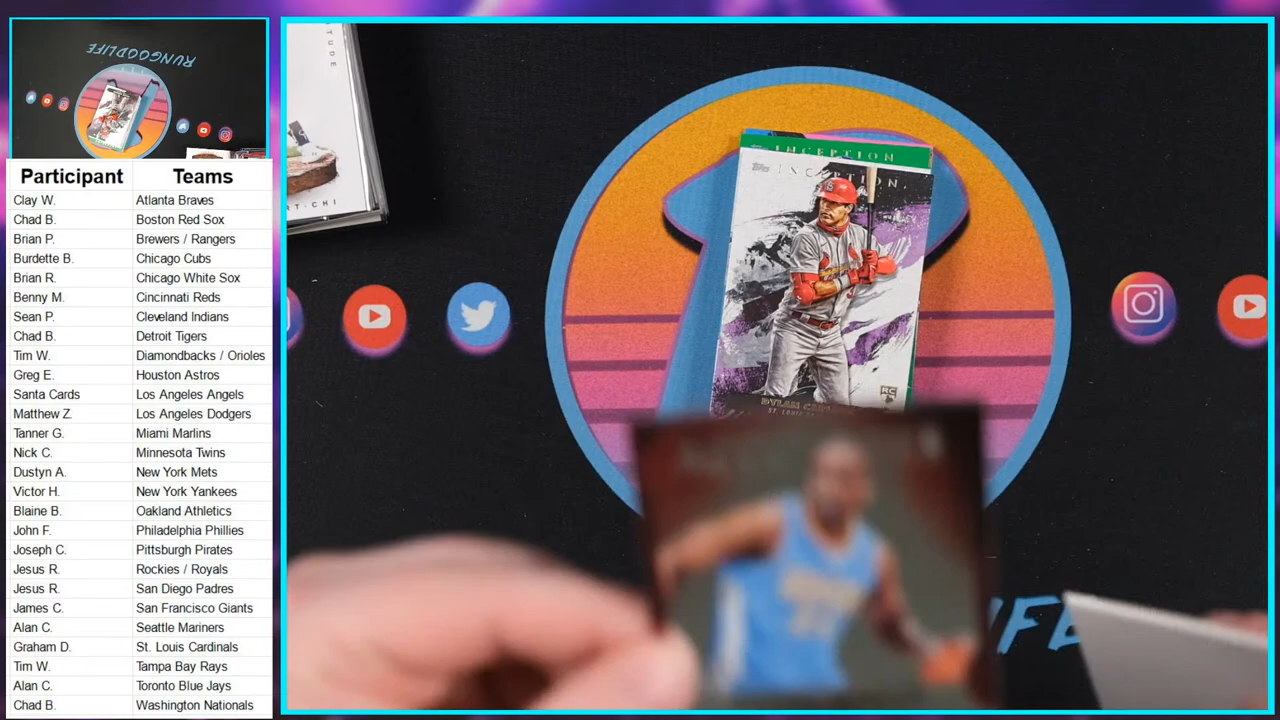 RUNGOODLIFE
Participant Teams
Clay W. Atlanta Braves
Chad B. Boston Red Sox
Brian P. Brewers / Rangers
Burdette B. Chicago Cubs
Brian R. Chicago White Sox
Benny M. Cincinnati Reds
Sean P. Cleveland Indians
Chad B. Detroit Tigers
Tim W. Diamondbacks / Orioles
Greg E. Houston Astros
Santa Cards Los Angeles Angels
Matthew Z. Los Angeles Dodgers
Tanner G. Miami Marlins
Nick C. Minnesota Twins
Dustyn A. New York Mets
Victor H. New York Yankees
Blaine B. Oakland Athletics
John F. Philadelphia Phillies
Joseph C. Pittsburgh Pirates
Jesus R. Rockies / Royals
Jesus R. San Diego Padres
James C. San Francisco Giants
Alan C. Seattle Mariners
Graham D. St. Louis Cardinals
Tim W. Tampa Bay Rays
Alan C. Toronto Blue Jays
Chad B. Washington Nationals
INCEPTION
Topps INCEPTION
RC
DYLAN
ST. LOUIS
IFE